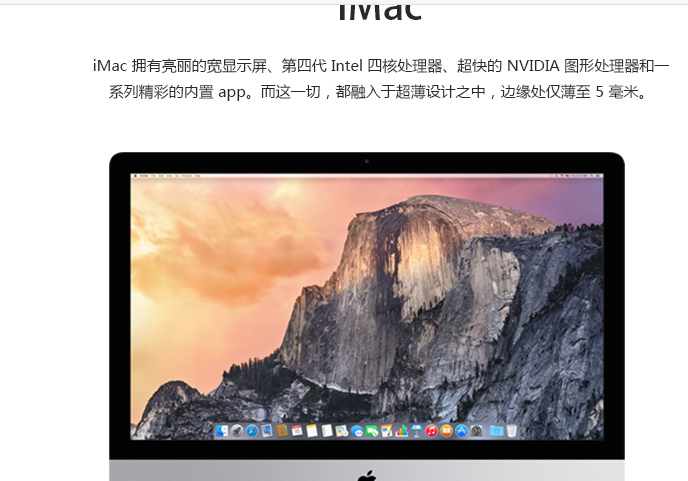 iMac
iMac 拥有亮丽的宽显示屏、第四代 Intel 四核处理器、超快的 NVIDIA 图形处理器和一
系列精彩的内置 app。而这一切，都融入于超薄设计之中，边缘处仅薄至 5 毫米。